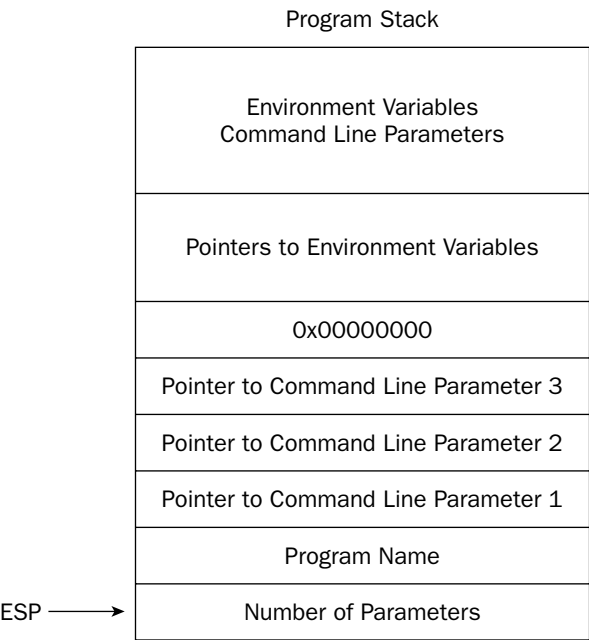 Program Stack
Environment Variables
Command Line Parameters
Pointers to Environment Variables
0x00000000
Pointer to Command Line Parameter 3
Pointer to Command Line Parameter 2
Pointer to Command Line Parameter 1
Program Name
ESP
Number of Parameters